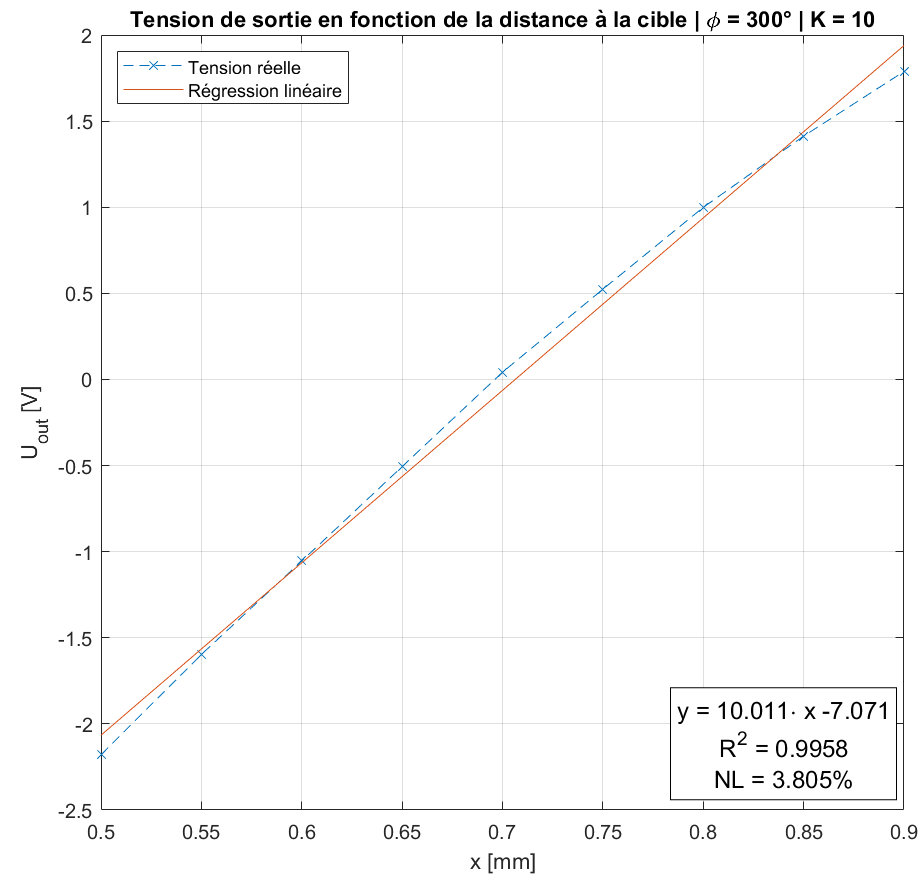 Tension de sortie en fonction de la distance à la cible | ϕ = 300° | K = 10
Tension réelle
Régression linéaire
U_out [V]
2
1.5
1
0.5
0
-0.5
-1
-1.5
-2
-2.5
y = 10.011· x -7.071
R² = 0.9958
NL = 3.805%
0.5 0.55 0.6 0.65 0.7 0.75 0.8 0.85 0.9
x [mm]